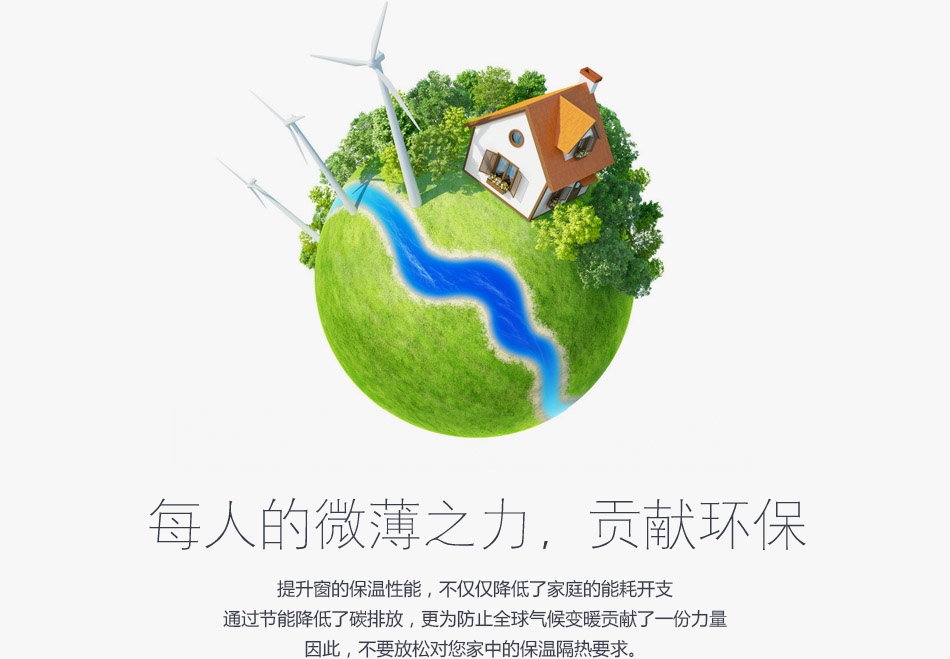 每人的微薄之力，贡献环保
提升窗的保温性能，不仅仅降低了家庭的能耗开支
通过节能降低了碳排放，更为防止全球气候变暖贡献了一份力量
因此，不要放松对您家中的保温隔热要求。